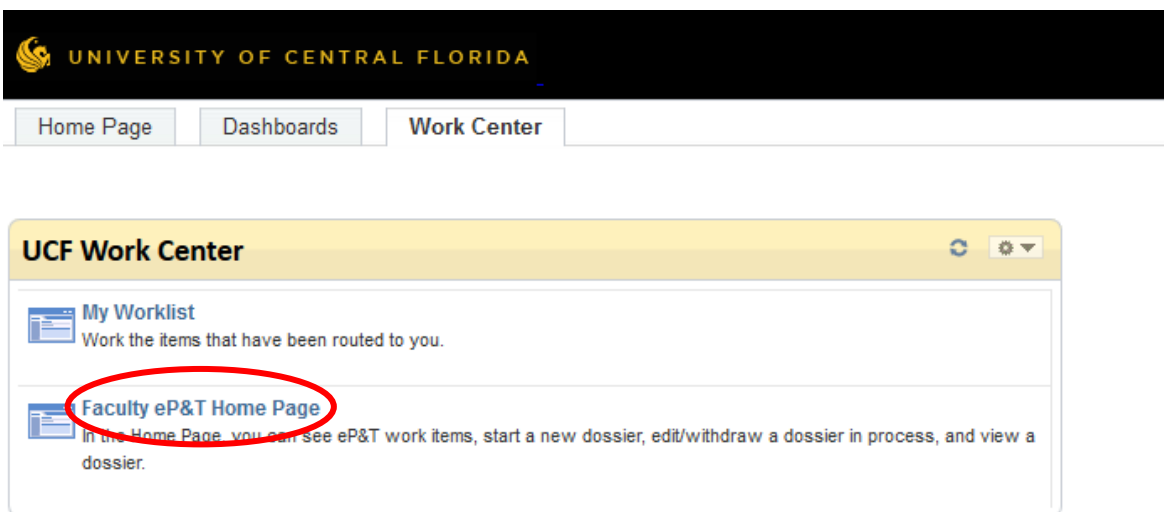 UNIVERSITY OF CENTRAL FLORIDA
Home Page Dashboards Work Center
UCF Work Center
My Worklist
Work the items that have been routed to you.
Faculty eP&T Home Page
In the Home Page, you can see eP&T work items, start a new dossier, edit/withdraw a dossier in process, and view a
dossier.